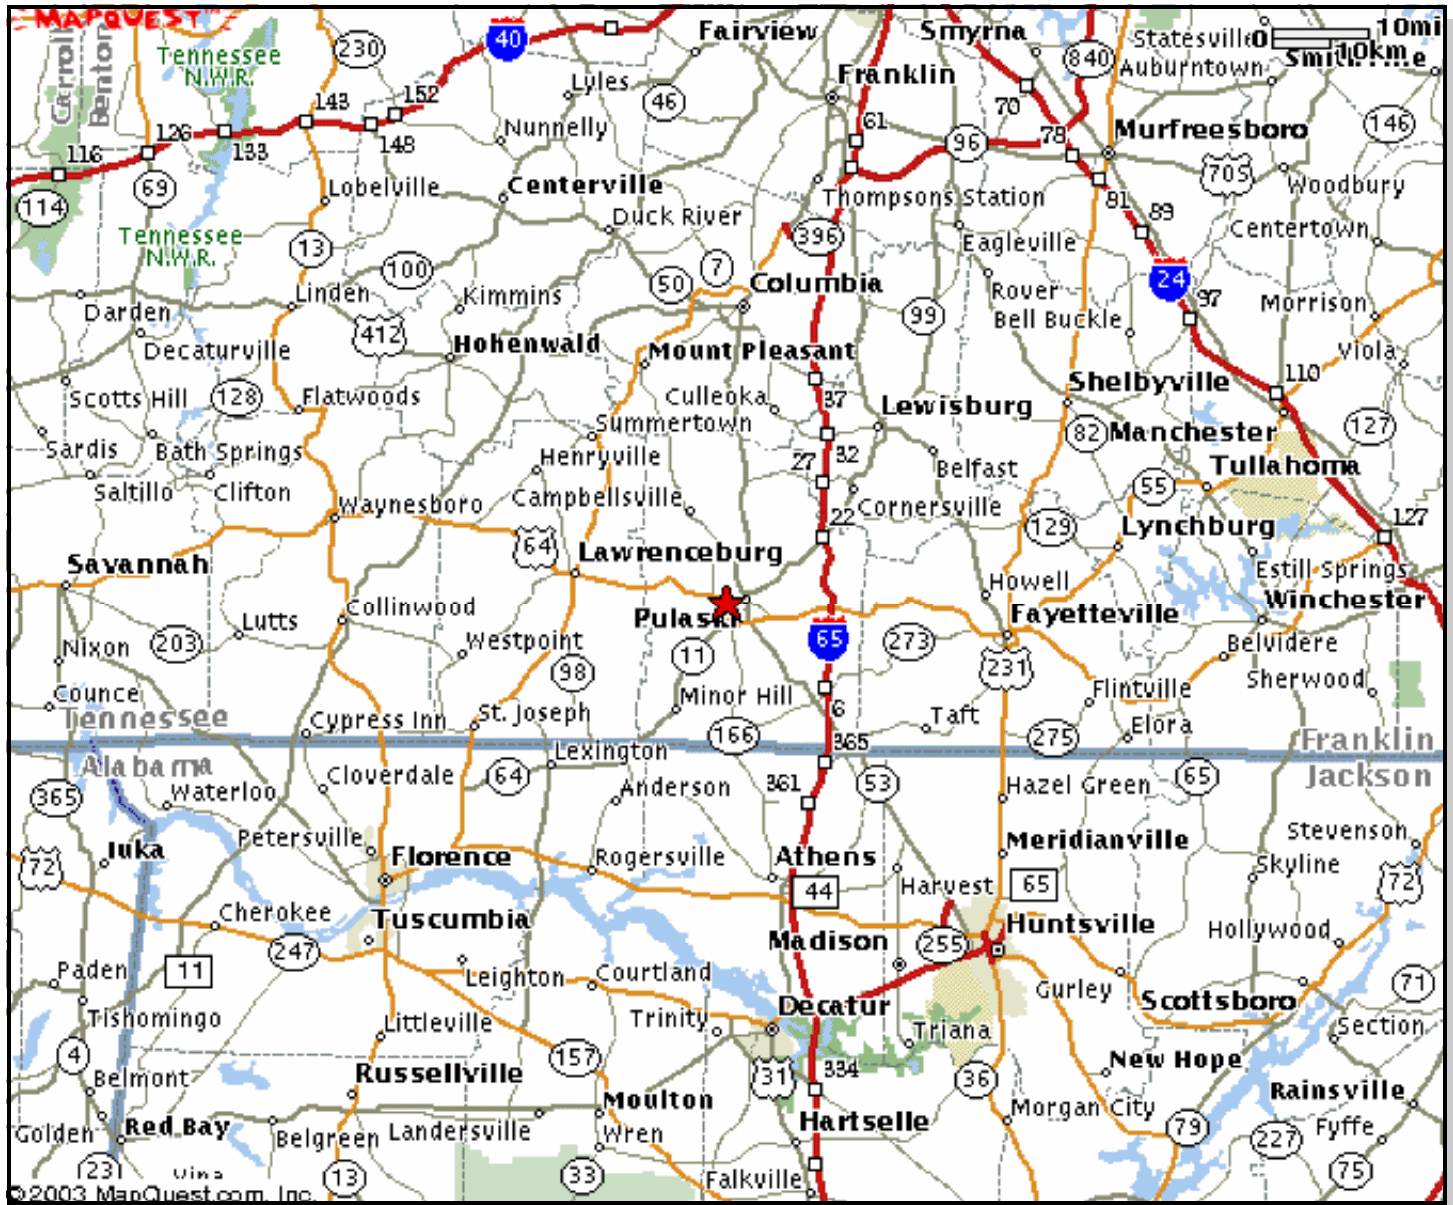 MAPQUEST
40
Fairview
Smyrna
10mi
0
10km
230
Tennessee
N.W.R.
Carroll
Benton
840
Statesville
Auburntown
Franklin
Lyles
46
152
143
148
126
133
116
Nunnelly
61
70
78
96
Murfreesboro
146
705
Woodbury
69
114
Lobelville
Centerville
Thompsons Station
81
89
Duck River
Centertown
Tennessee
N.W.R.
13
396
Eagleville
100
7
50
24
97
Columbia
Linden
Kimmins
Rover
Morrison
Darden
99
Bell Buckle
412
Hohenwald
Mount Pleasant
Decaturville
Viola
110
Shelbyville
Scotts Hill
128
Flatwoods
Culleoka
37
Lewisburg
Summertown
127
82
Manchester
Sardis
Bath Springs
Henryville
27
32
Belfast
Tullahoma
Saltillo
Clifton
Campbellsville
55
Waynesboro
22
Cornersville
127
129
Lynchburg
64
Lawrenceburg
Savannah
Estill Springs
Howell
Winchester
Collinwood
Pulaski
Fayetteville
Lutts
65
203
Nixon
Westpoint
11
273
Belvidere
231
98
Counce
Minor Hill
Flintville
Sherwood
Tennessee
Cypress Inn
St. Joseph
6
Taft
Elora
166
275
365
Franklin
Lexington
Alabama
Cloverdale
64
Jackson
365
Waterloo
Anderson
361
53
Hazel Green
65
Petersville
Stevenson
Iuka
Meridianville
Florence
Rogersville
Athens
Skyline
72
44
Harvest
65
72
Cherokee
Tuscumbia
Huntsville
Hollywood
247
Madison
255
Paden
11
Leighton
Courtland
Gurley
71
Decatur
Scottsboro
Tishomingo
Littleville
Trinity
Triana
Section
4
157
New Hope
Belmont
Russellville
31
334
36
Rainsville
Moulton
Morgan City
Golden
Red Bay
Belgreen
Landersville
Wren
Hartselle
79
227
Fyffe
23
Vina
13
33
Falkville
75
©2003 MapQuest.com, Inc.